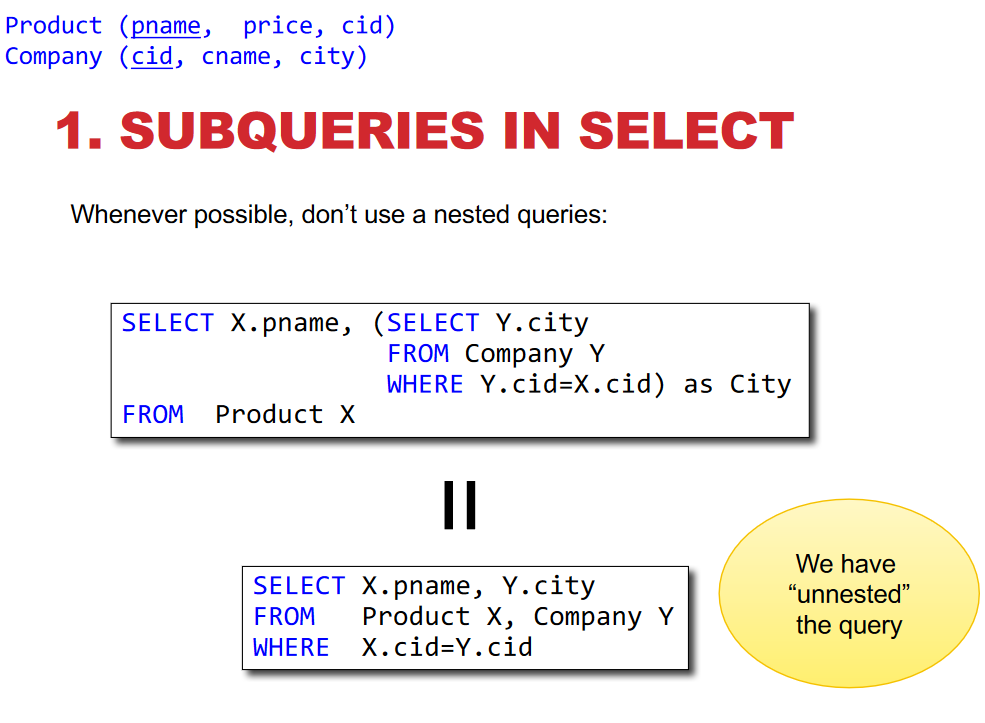 Product (pname,  price, cid)
Company (cid, cname, city)
1. SUBQUERIES IN SELECT
Whenever possible, don’t use a nested queries:
SELECT X.pname, (SELECT Y.city
FROM Company Y
WHERE Y.cid=X.cid) as City
FROM  Product X
=
SELECT X.pname, Y.city
FROM   Product X, Company Y
WHERE  X.cid=Y.cid
We have
“unnested”
the query